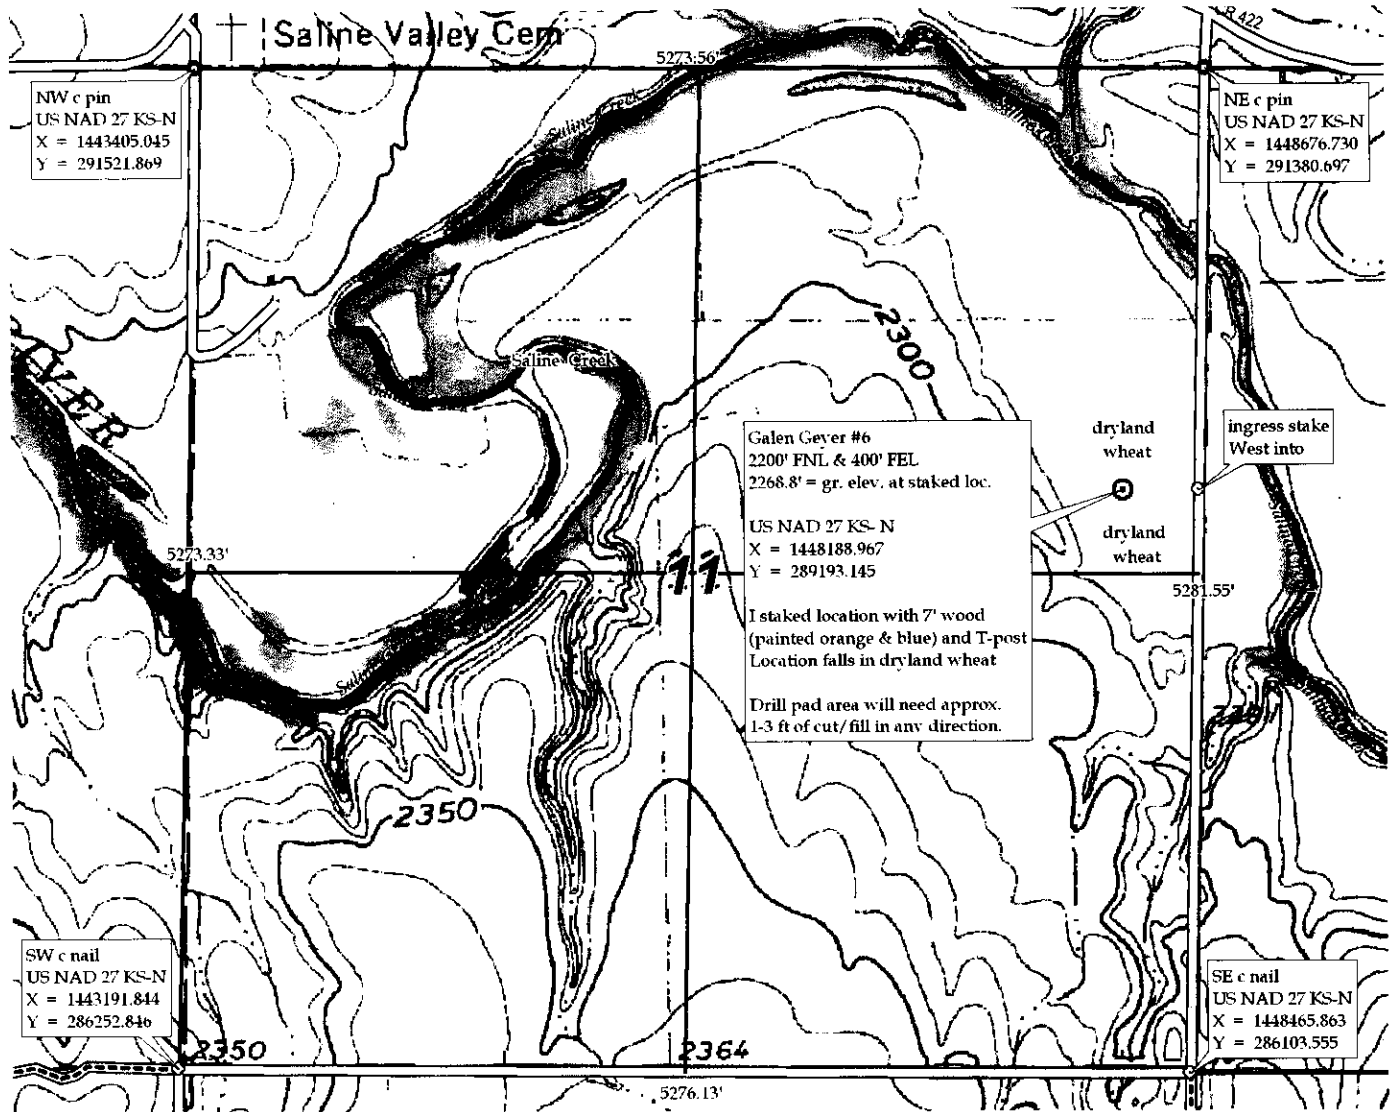 Saline Valley Cem
R 422
5273.56'
NW c pin
US NAD 27 KS-N
X = 1443405.045
Y = 291521.869
NE c pin
US NAD 27 KS-N
X = 1448676.730
Y = 291380.697
Saline Creek
2300
Saline Creek
IVER
Galen Geyer #6
2200' FNL & 400' FEL
2268.8' = gr. elev. at staked loc.
US NAD 27 KS- N
X = 1448188.967
Y = 289193.145
I staked location with 7' wood
(painted orange & blue) and T-post
Location falls in dryland wheat
Drill pad area will need approx.
1-3 ft of cut/fill in any direction.
dryland
wheat
dryland
wheat
ingress stake
West into
5273.33'
11
5281.55'
2350
SW c nail
US NAD 27 KS-N
X = 1443191.844
Y = 286252.846
SE c nail
US NAD 27 KS-N
X = 1448465.863
Y = 286103.555
2350
2364
5276.13'